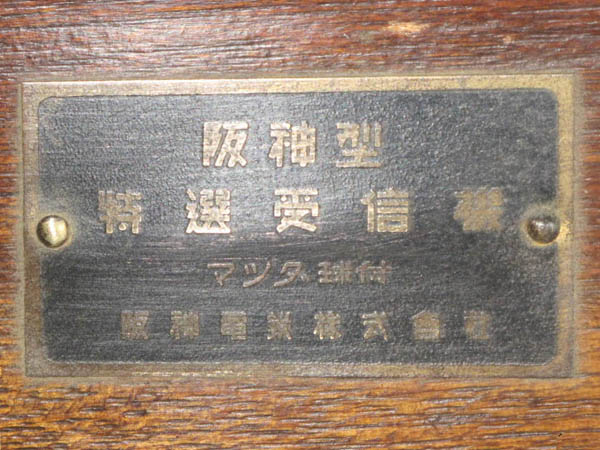 阪神型
特選受信機
マツダ球付
阪神電気株式會社